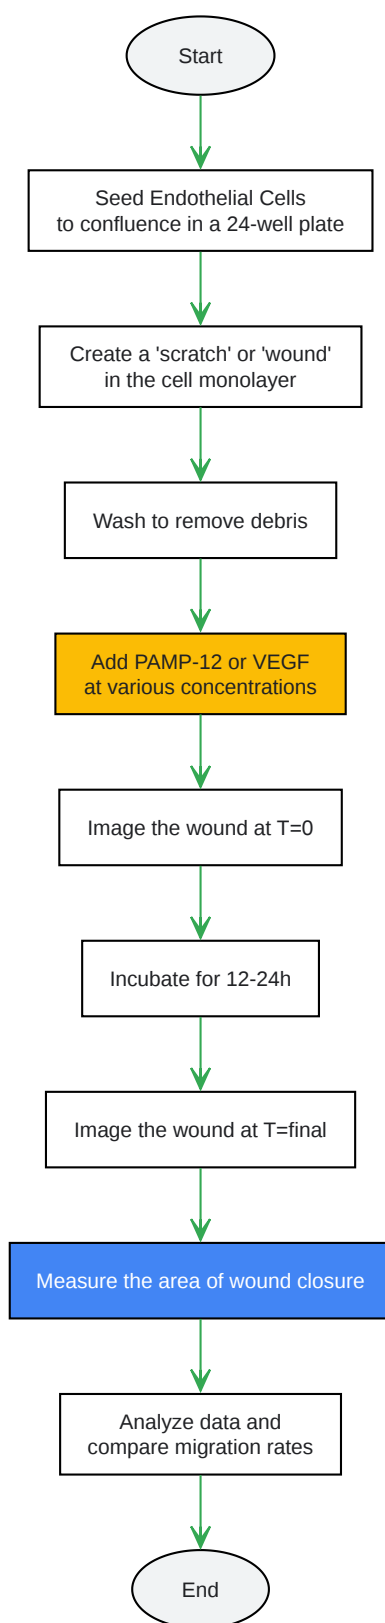 Start
Seed Endothelial Cells
to confluence in a 24-well plate
Create a 'scratch' or 'wound'
in the cell monolayer
Wash to remove debris
Add PAMP-12 or VEGF
at various concentrations
Image the wound at T=0
Incubate for 12-24h
Image the wound at T=final
Measure the area of wound closure
Analyze data and
compare migration rates
End